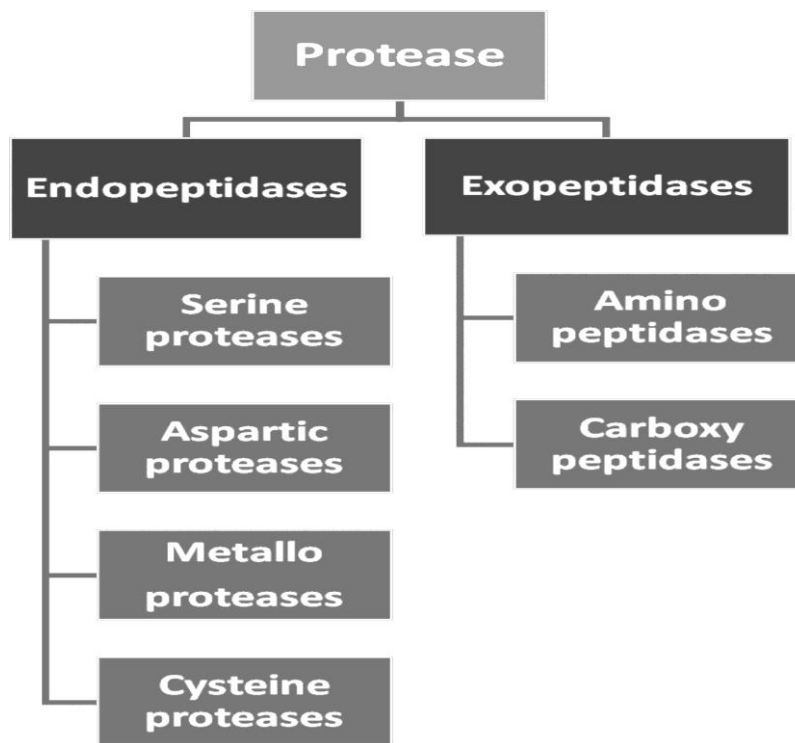 Protease
Endopeptidases
Serine
proteases
Aspartic
proteases
Metallo
proteases
Cysteine
proteases
Exopeptidases
Amino
peptidases
Carboxy
peptidases